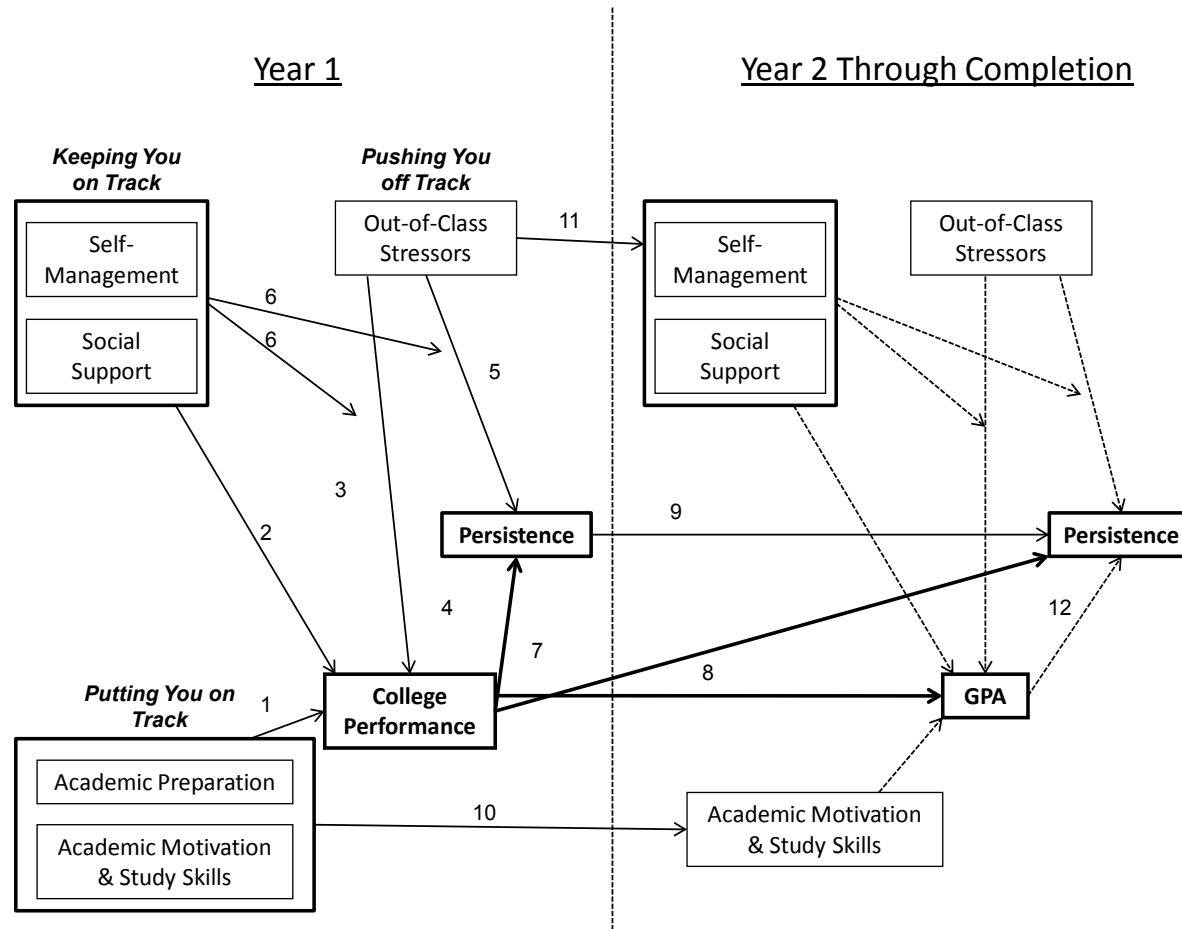 Year 1
Year 2 Through Completion
Keeping You
on Track
Pushing You
off Track
Self-
Management
Social
Support
Out-of-Class
Stressors
11
6
6
5
3
2
4
7
Persistence
9
Putting You on
Track
1
College
Performance
8
Academic Preparation
Academic Motivation
& Study Skills
10
Self-
Management
Social
Support
Out-of-Class
Stressors
Persistence
12
GPA
Academic Motivation
& Study Skills